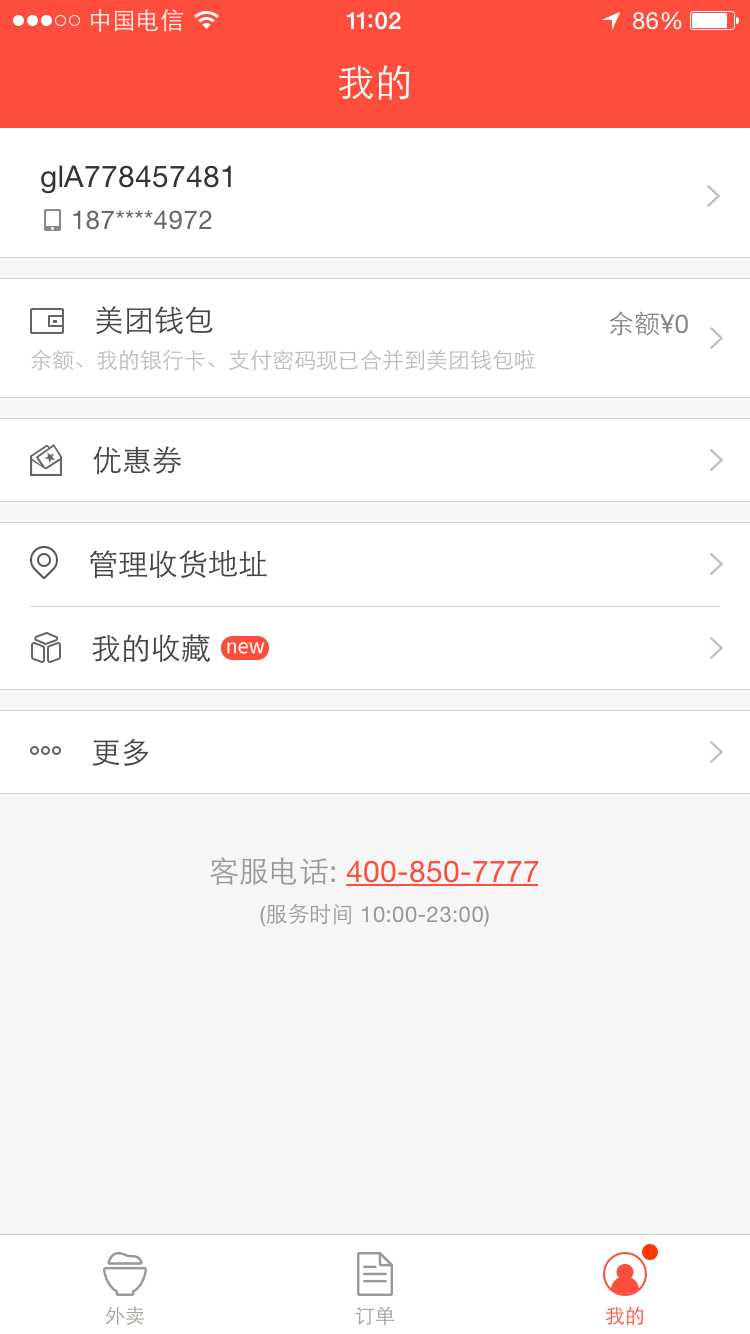 中国电信 11:02 86%
我的
glA778457481
187****4972
美团钱包 余额¥0
余额、我的银行卡、支付密码现已合并到美团钱包啦
优惠券
管理收货地址
我的收藏 new
更多
客服电话: 400-850-7777
(服务时间 10:00-23:00)
外卖 订单 我的